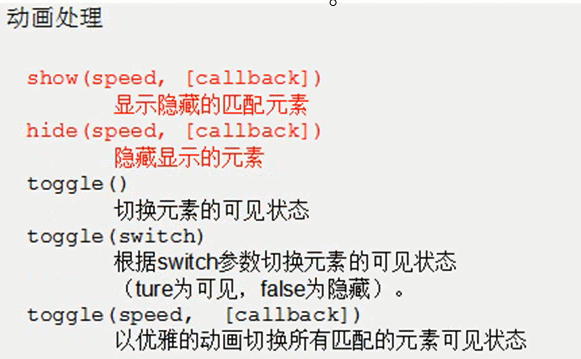 动画处理
show(speed, [callback])
显示隐藏的匹配元素
hide(speed, [callback])
隐藏显示的元素
toggle()
切换元素的可见状态
toggle(switch)
根据switch参数切换元素的可见状态
（ture为可见，false为隐藏）。
toggle(speed, [callback])
以优雅的动画切换所有匹配的元素可见状态